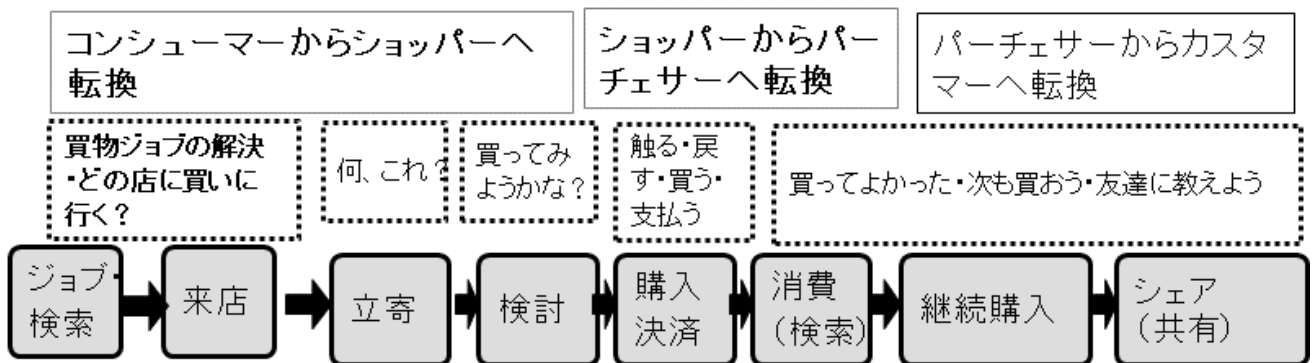 コンシューマーからショッパーへ
転換
ショッパーからパー
チェサーへ転換
パーチェサーからカスタ
マーへ転換
買物ジョブの解決
・どの店に買いに
行く?
何、これ?
買ってみ
ようかな?
触る・戻
す・買う・
支払う
買ってよかった・次も買おう・友達に教えよう
ジョブ・
検索
来店
立寄
検討
購入
決済
消費
(検索)
継続購入
シェア
(共有)